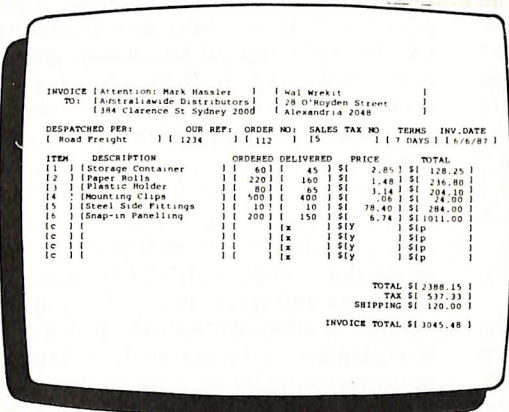 INVOICE [Attention: Mark Hassler ] [ Wal Wrekit ]
TO: [Australiawide Distributors] [ 28 O'Royden Street ]
[384 Clarence St Sydney 2000 [ Alexandria 2048 ]
DESPATCHED PER: OUR REF: ORDER NO: SALES TAX NO TERMS INV.DATE
[ Road Freight ] [ 1234 ] [ 112 ] [5 ] [ 7 DAYS ] [ 6/6/87 ]
ITEM DESCRIPTION ORDERED DELIVERED PRICE TOTAL
[1 ] [Storage Container ] [ 60] [ 45 ] $[ 2.85] $[ 128.25]
[2 ] [Paper Rolls ] [ 220] [ 160 ] $[ 1.48 ] $[ 236.80
[3 ] [Plastic Holder ] [ 80] [ 65 ] $[ 3.14 ] $[ 204.10
[4 ] [Mounting Clips ] [ 500] [ 400 ] $[ .06 ] $[ 24.00
[5 ] [Steel Side Fittings ] [ 10] [ 10 ] $[ 78.40 ] $[ 284.00
[6 ] [Snap-in Panelling ] [ 200] [ 150 ] $[ 6.74 ] $[1011.00
[c ] [ ] [ ] [x ] $[y ] $[p ]
[c ] [ ] [ ] [x ] $[y ] $[p ]
[c ] [ ] [ ] [x ] $[y ] $[p ]
[c ] [ ] [ ] [x ] $[y ] $[p ]
TOTAL $[2388.15 ]
TAX $[ 537.33 ]
SHIPPING $[ 120.00 ]
INVOICE TOTAL $[3045.48 ]